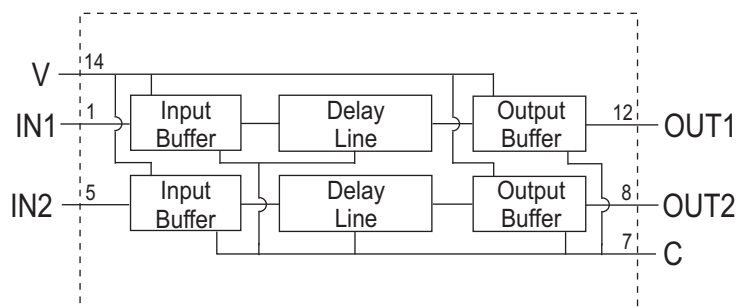 V 14
IN1 1 Input Buffer Delay Line Output Buffer 12 OUT1
IN2 5 Input Buffer Delay Line Output Buffer 8 OUT2
7 C